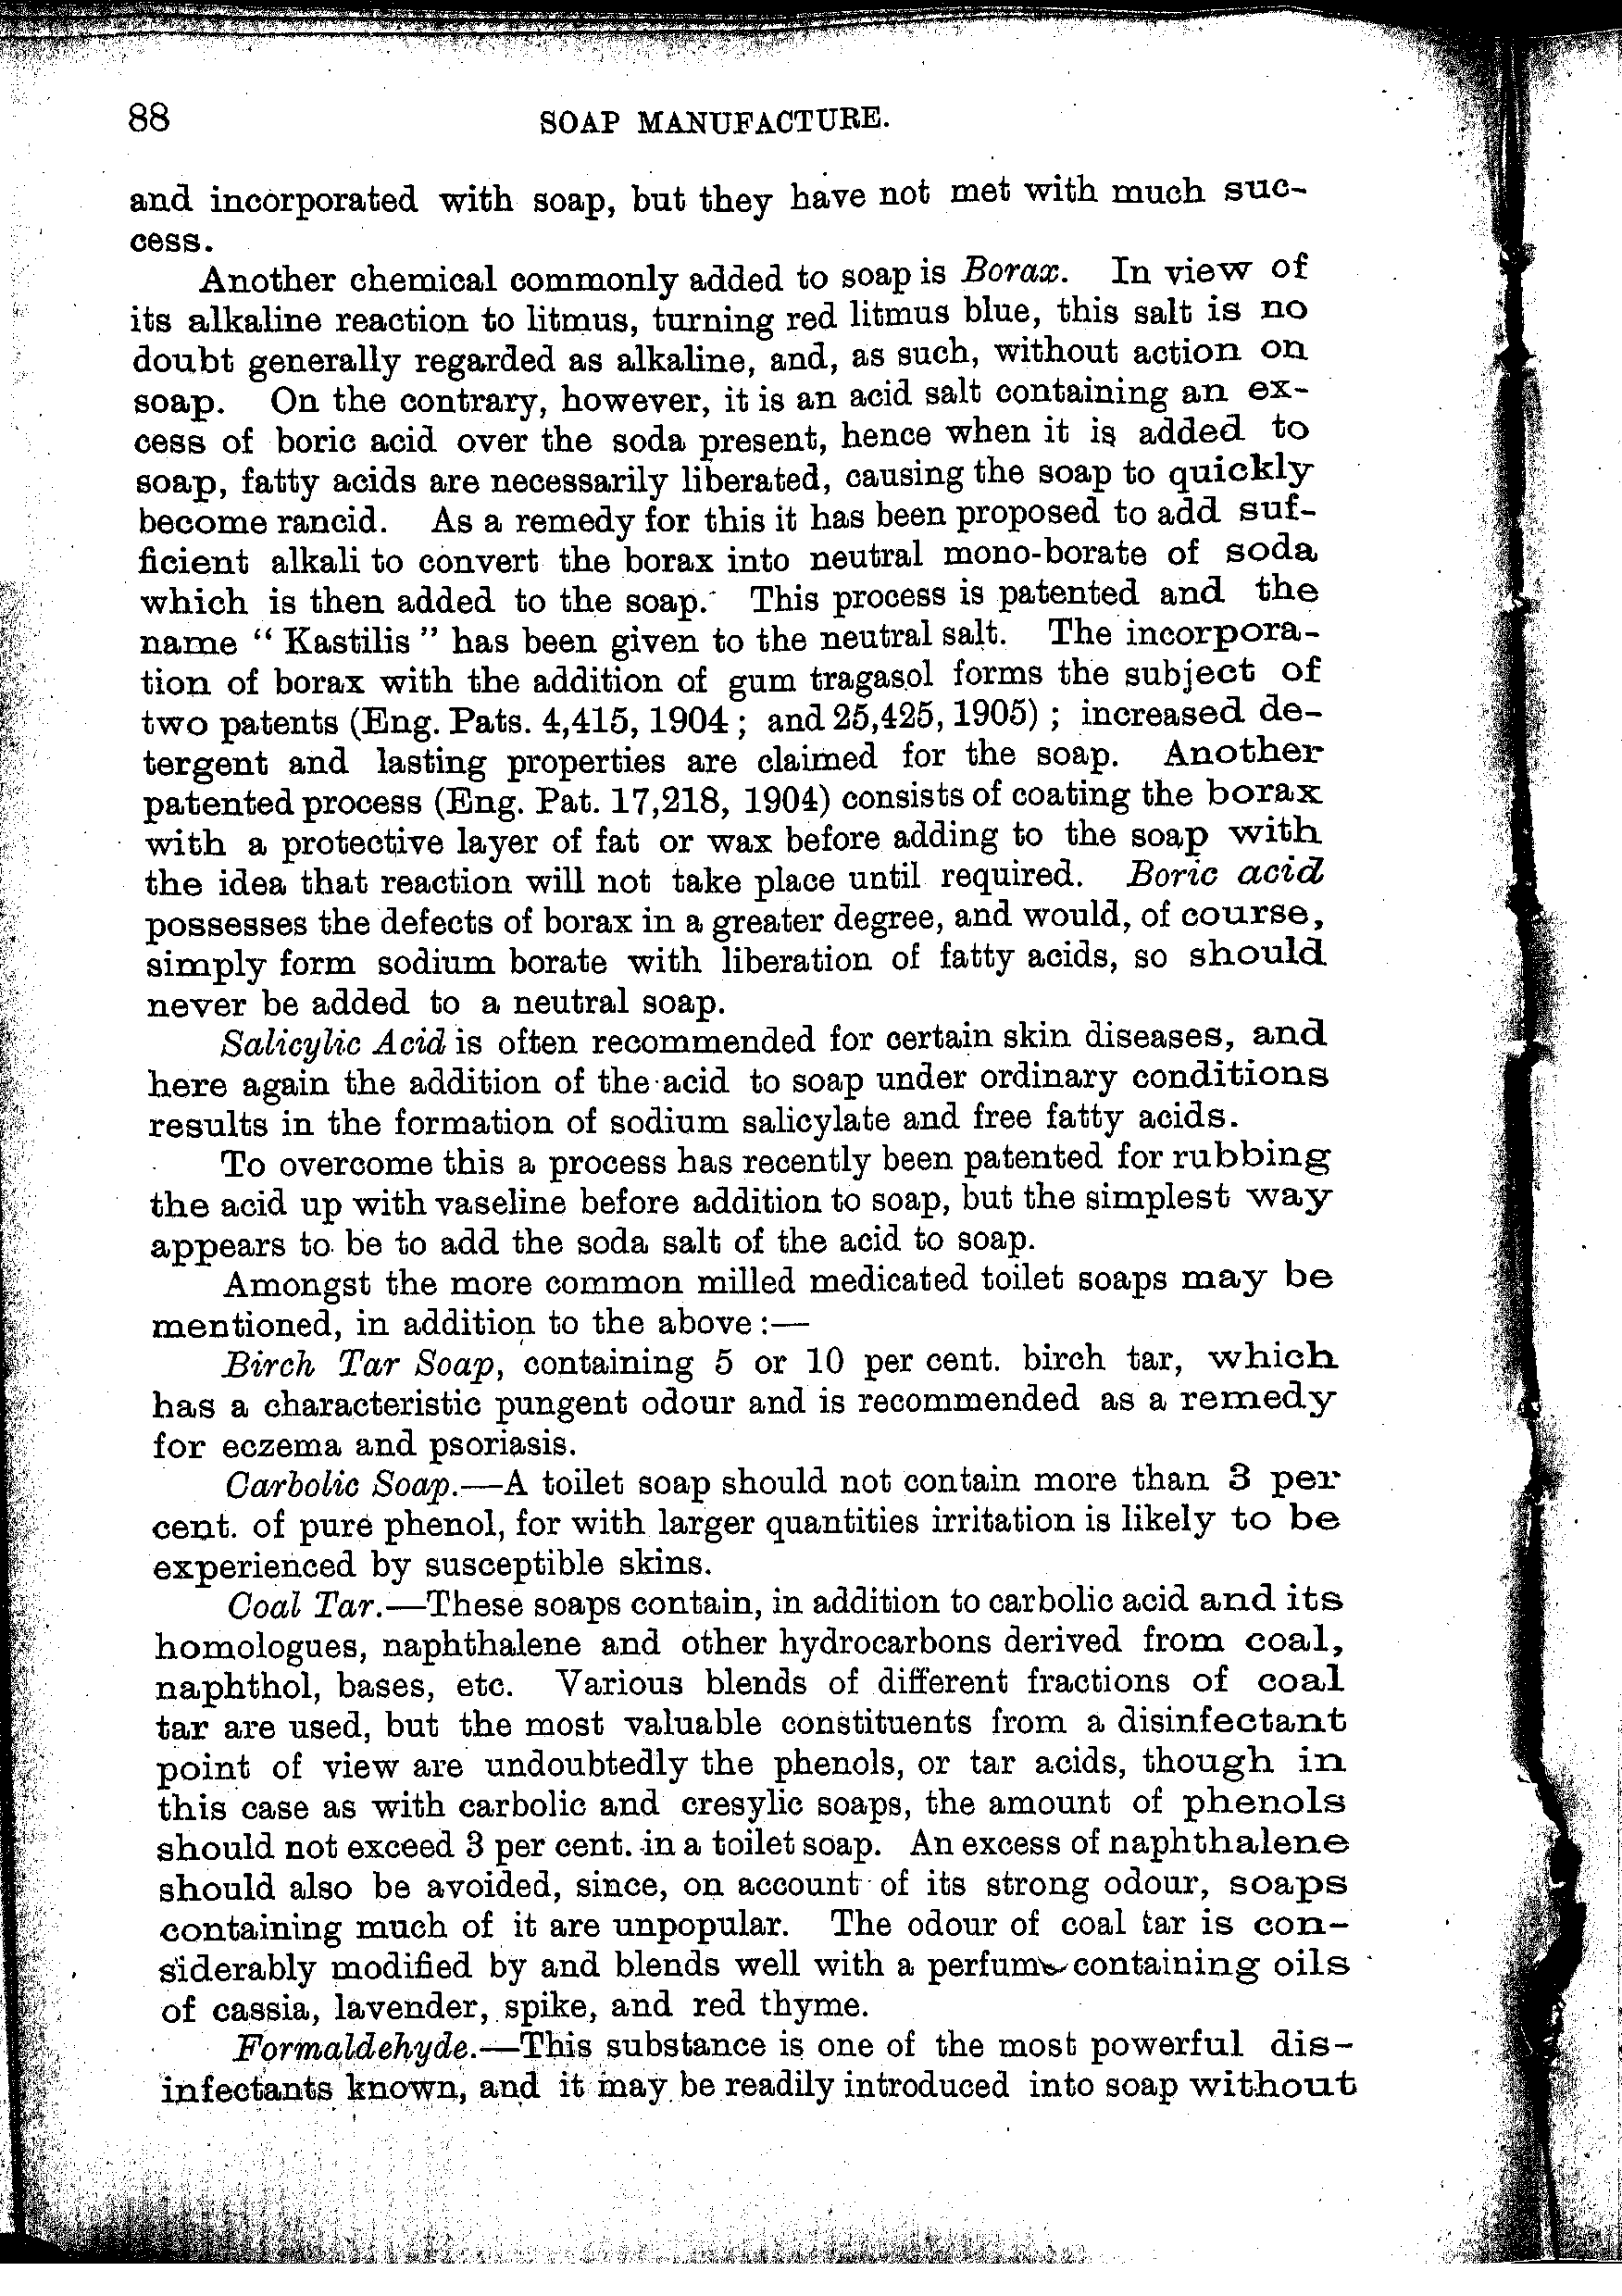 88 SOAP MANUFACTURE.
and incorporated with soap, but they have not met with much suc-
cess.
Another chemical commonly added to soap is Borax. In view of
its alkaline reaction to litmus, turning red litmus blue, this salt is no
doubt generally regarded as alkaline, and, as such, without action on
soap. On the contrary, however, it is an acid salt containing an ex-
cess of boric acid over the soda present, hence when it is added to
soap, fatty acids are necessarily liberated, causing the soap to quickly
become rancid. As a remedy for this it has been proposed to add suf-
ficient alkali to convert the borax into neutral mono-borate of soda
which is then added to the soap. This process is patented and the
name " Kastilis " has been given to the neutral salt. The incorpora-
tion of borax with the addition of gum tragasol forms the subject of
two patents (Eng. Pats. 4,415, 1904 ; and 25,425, 1905) ; increased de-
tergent and lasting properties are claimed for the soap. Another
patented process (Eng. Pat. 17,218, 1904) consists of coating the borax
with a protective layer of fat or wax before adding to the soap with
the idea that reaction will not take place until required. Boric acid
possesses the defects of borax in a greater degree, and would, of course,
simply form sodium borate with liberation of fatty acids, so should
never be added to a neutral soap.
Salicylic Acid is often recommended for certain skin diseases, and
here again the addition of the acid to soap under ordinary conditions
results in the formation of sodium salicylate and free fatty acids.
To overcome this a process has recently been patented for rubbing
the acid up with vaseline before addition to soap, but the simplest way
appears to be to add the soda salt of the acid to soap.
Amongst the more common milled medicated toilet soaps may be
mentioned, in addition to the above :—
Birch Tar Soap, containing 5 or 10 per cent. birch tar, which
has a characteristic pungent odour and is recommended as a remedy
for eczema and psoriasis.
Carbolic Soap.—A toilet soap should not contain more than 3 per
cent. of pure phenol, for with larger quantities irritation is likely to be
experienced by susceptible skins.
Coal Tar.—These soaps contain, in addition to carbolic acid and its
homologues, naphthalene and other hydrocarbons derived from coal,
naphthol, bases, etc. Various blends of different fractions of coal
tar are used, but the most valuable constituents from a disinfectant
point of view are undoubtedly the phenols, or tar acids, though in
this case as with carbolic and cresylic soaps, the amount of phenols
should not exceed 3 per cent. in a toilet soap. An excess of naphthalene
should also be avoided, since, on account of its strong odour, soaps
containing much of it are unpopular. The odour of coal tar is con-
siderably modified by and blends well with a perfume containing oils
of cassia, lavender, spike, and red thyme.
Formaldehyde.—This substance is one of the most powerful dis-
infectants known, and it may be readily introduced into soap without